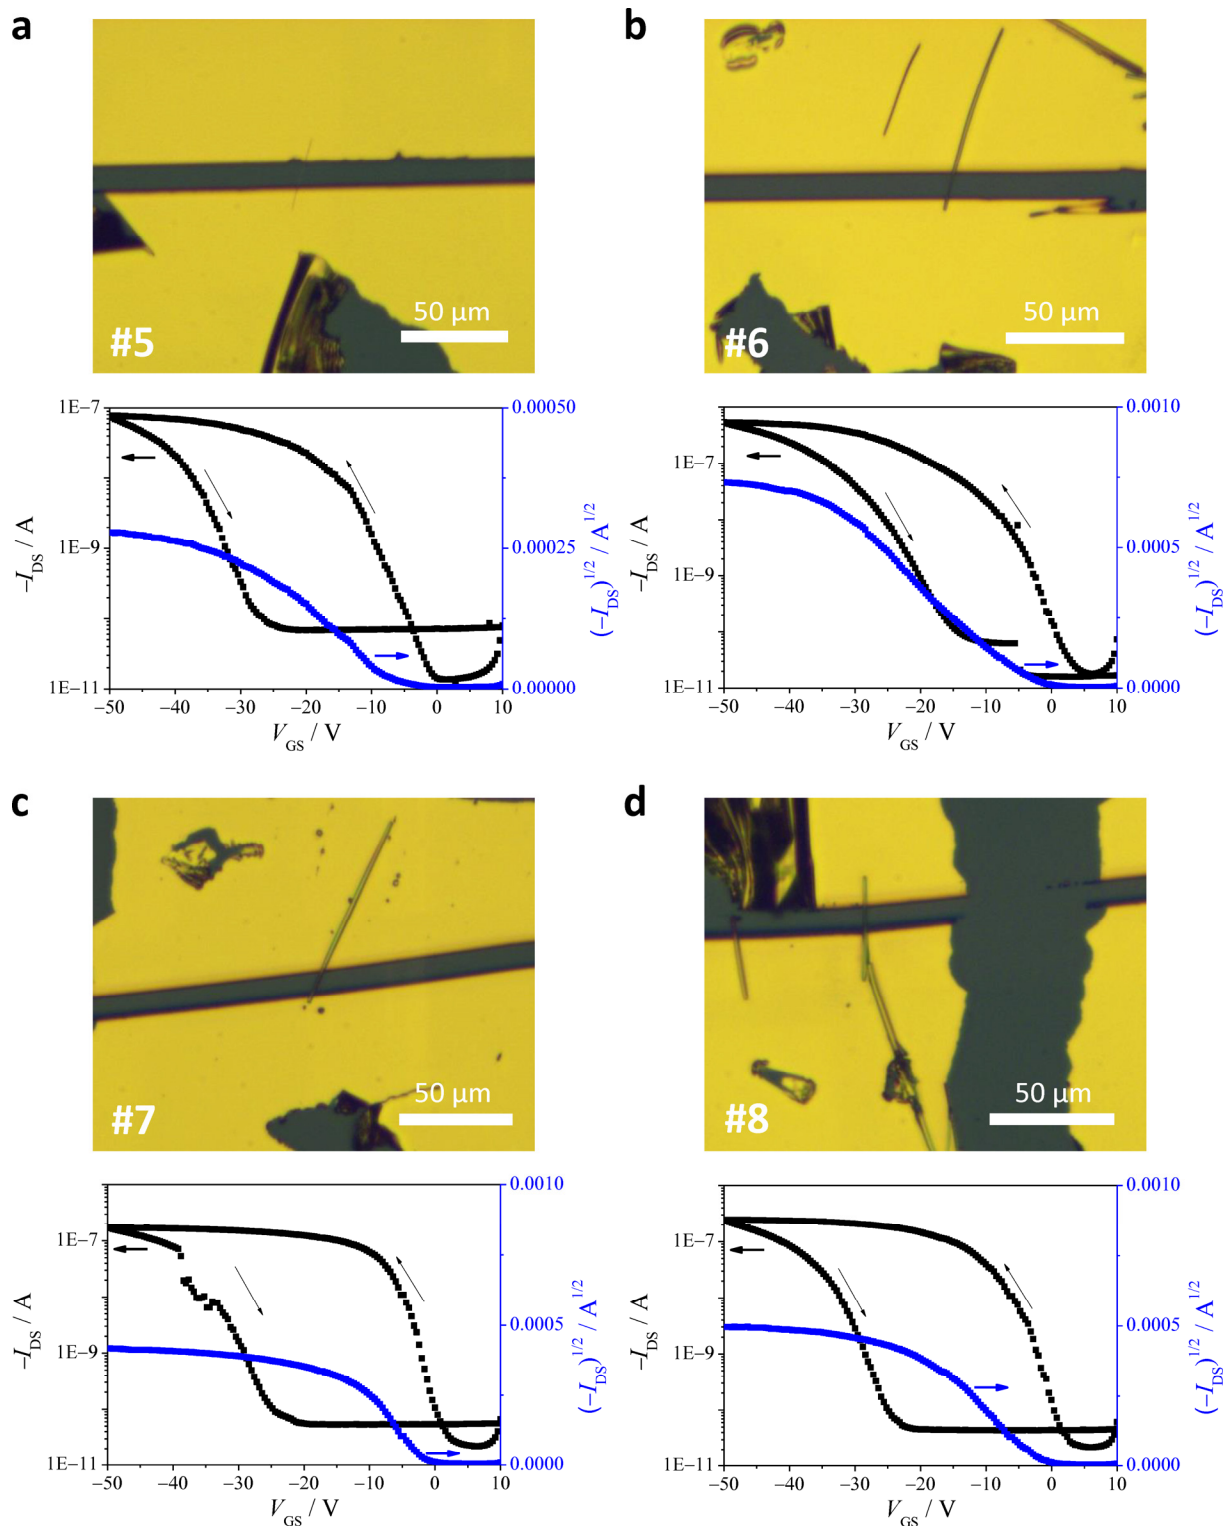 a
#5
50 µm
1E−7
1E−9
1E−11
−I_DS / A
0.00050
0.00025
0.00000
(−I_DS)^1/2 / A^1/2
−50 −40 −30 −20 −10 0 10
V_GS / V
b
#6
50 µm
1E−7
1E−9
1E−11
−I_DS / A
0.0010
0.0005
0.0000
(−I_DS)^1/2 / A^1/2
−50 −40 −30 −20 −10 0 10
V_GS / V
c
#7
50 µm
1E−7
1E−9
1E−11
−I_DS / A
0.0010
0.0005
0.0000
(−I_DS)^1/2 / A^1/2
−50 −40 −30 −20 −10 0 10
V_GS / V
d
#8
50 µm
1E−7
1E−9
1E−11
−I_DS / A
0.0010
0.0005
0.0000
(−I_DS)^1/2 / A^1/2
−50 −40 −30 −20 −10 0 10
V_GS / V